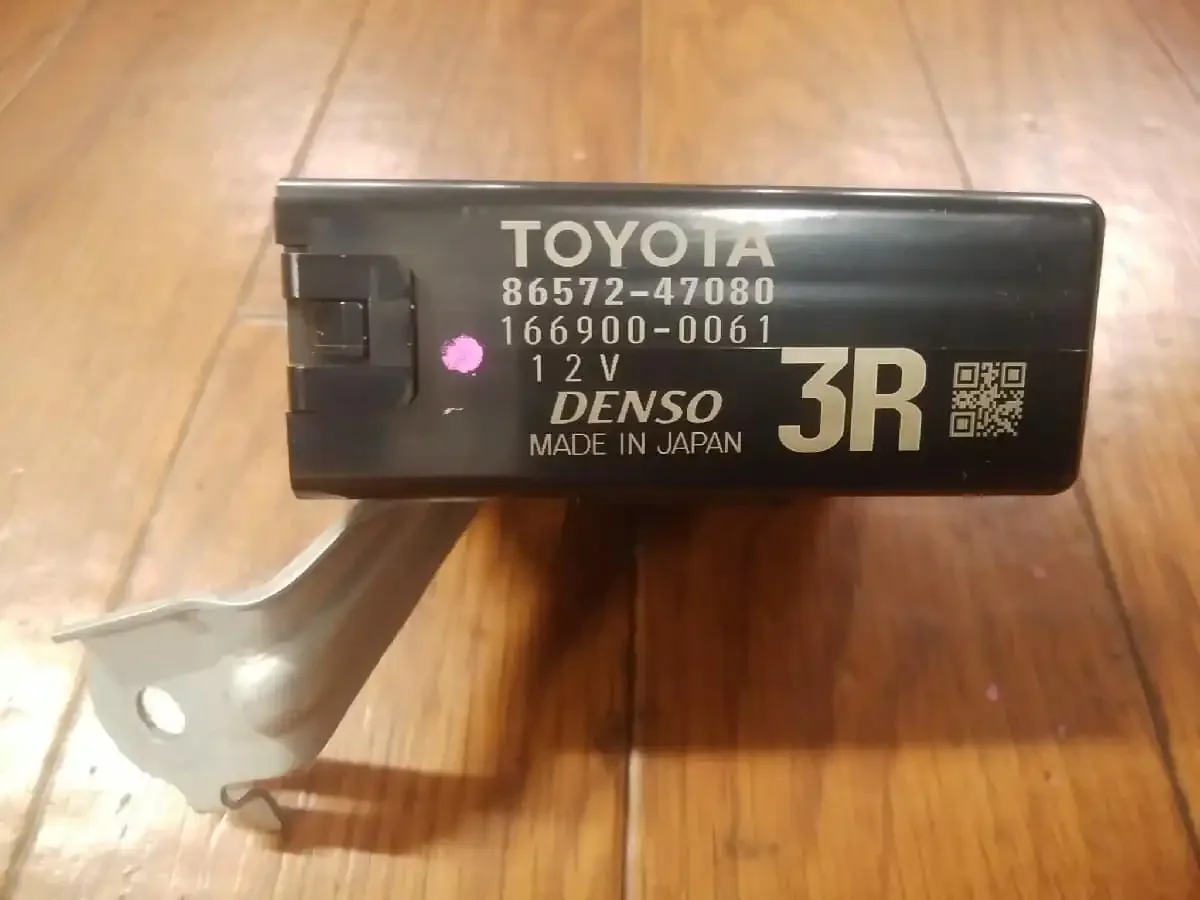 TOYOTA
86572-47080
166900-0061
12V
DENSO
MADE IN JAPAN
3R